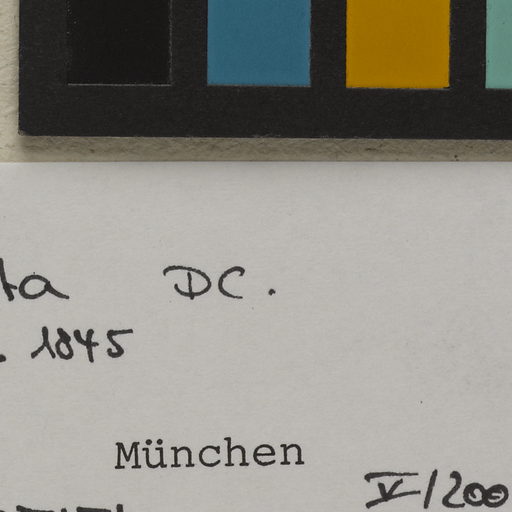 ta DC.
. 1845
München
V/200